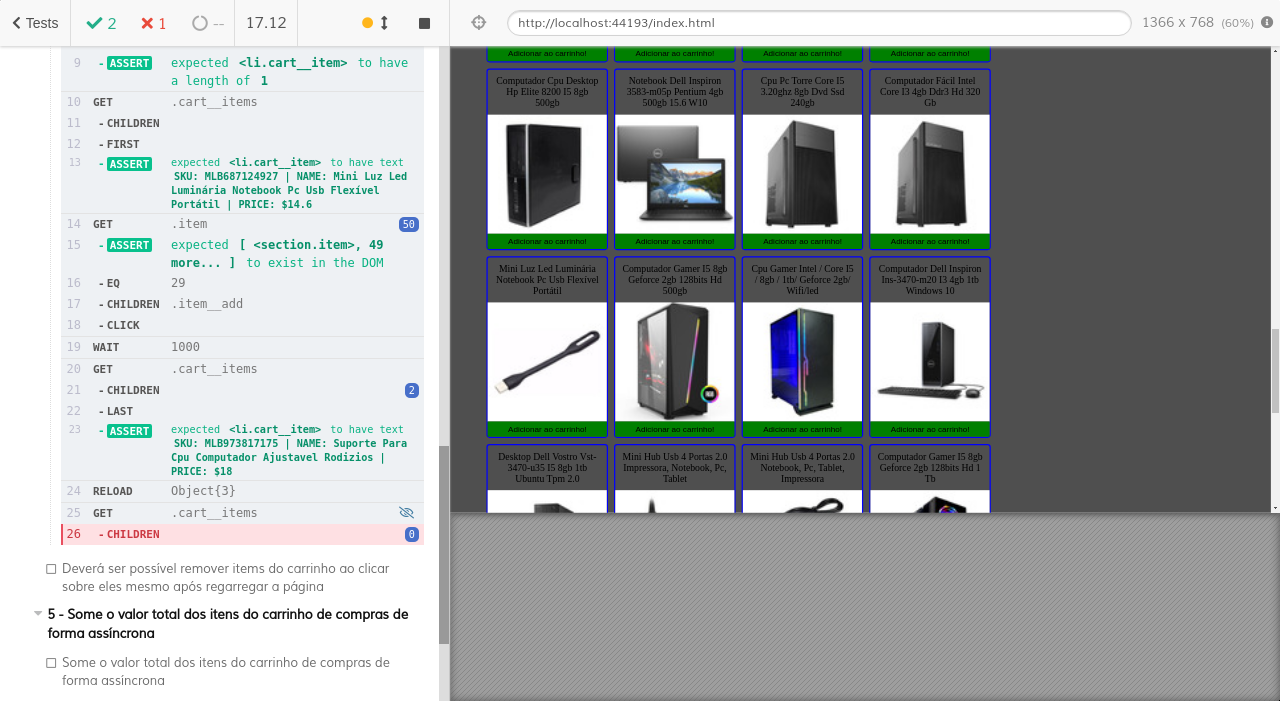 Tests
2
1
--
17.12
http://localhost:44193/index.html
1366 x 768 (60%)
9 - ASSERT expected <li.cart__item> to have
a length of 1
10 GET .cart__items
11 - CHILDREN
12 - FIRST
13 - ASSERT expected <li.cart__item> to have text
SKU: MLB687124927 | NAME: Mini Luz Led
Luminária Notebook Pc Usb Flexível
Portátil | PRICE: $14.6
14 GET .item 50
15 - ASSERT expected [ <section.item>, 49
more... ] to exist in the DOM
16 - EQ 29
17 - CHILDREN .item__add
18 - CLICK
19 WAIT 1000
20 GET .cart__items
21 - CHILDREN 2
22 - LAST
23 - ASSERT expected <li.cart__item> to have text
SKU: MLB973817175 | NAME: Suporte Para
Cpu Computador Ajustavel Rodizios |
PRICE: $18
24 RELOAD Object{3}
25 GET .cart__items
26 - CHILDREN 0
Deverá ser possível remover items do carrinho ao clicar
sobre eles mesmo após regarregar a página
5 - Some o valor total dos itens do carrinho de compras de
forma assíncrona
Some o valor total dos itens do carrinho de compras de
forma assíncrona
Adicionar ao carrinho! Adicionar ao carrinho! Adicionar ao carrinho! Adicionar ao carrinho!
Computador Cpu Desktop
Hp Elite 8200 I5 8gb
500gb
Notebook Dell Inspiron
3583-m05p Pentium 4gb
500gb 15.6 W10
Cpu Pc Torre Core I5
3.20ghz 8gb Dvd Ssd
240gb
Computador Fácil Intel
Core I3 4gb Ddr3 Hd 320
Gb
Adicionar ao carrinho! Adicionar ao carrinho! Adicionar ao carrinho! Adicionar ao carrinho!
Mini Luz Led Luminária
Notebook Pc Usb Flexível
Portátil
Computador Gamer I5 8gb
Geforce 2gb 128bits Hd
500gb
Cpu Gamer Intel / Core I5
/ 8gb / 1tb/ Geforce 2gb/
Wifi/led
Computador Dell Inspiron
Ins-3470-m20 I3 4gb 1tb
Windows 10
Adicionar ao carrinho! Adicionar ao carrinho! Adicionar ao carrinho! Adicionar ao carrinho!
Desktop Dell Vostro Vst-
3470-u35 I5 8gb 1tb
Ubuntu Tpm 2.0
Mini Hub Usb 4 Portas 2.0
Impressora, Notebook, Pc,
Tablet
Mini Hub Usb 4 Portas 2.0
Notebook, Pc, Tablet,
Impressora
Computador Gamer I5 8gb
Geforce 2gb 128bits Hd 1
Tb